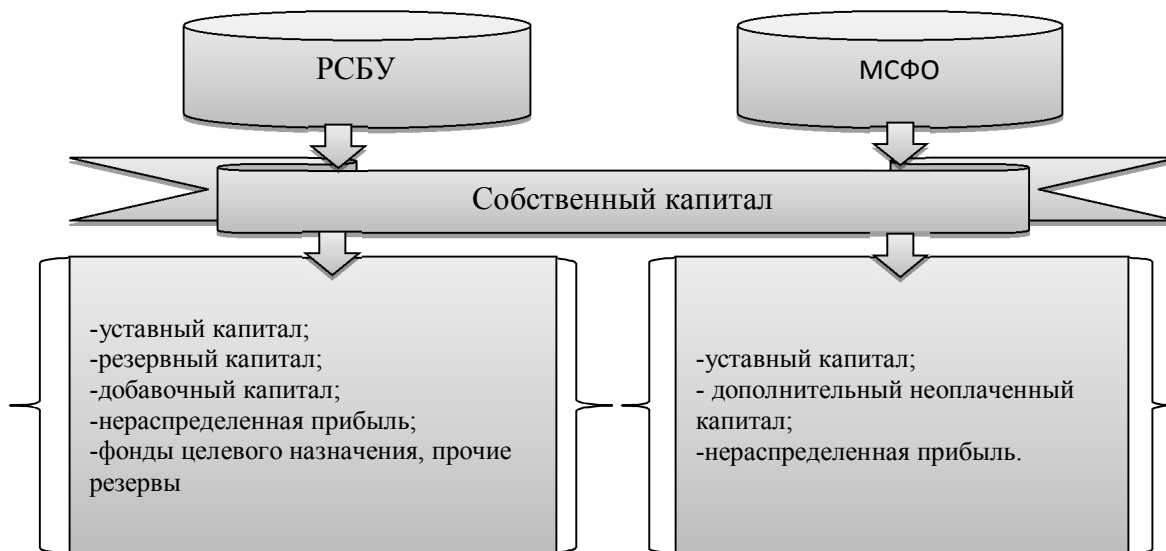 РСБУ
МСФО
Собственный капитал
-уставный капитал;
-резервный капитал;
-добавочный капитал;
-нераспределенная прибыль;
-фонды целевого назначения, прочие
резервы
-уставный капитал;
- дополнительный неоплаченный
капитал;
-нераспределенная прибыль.